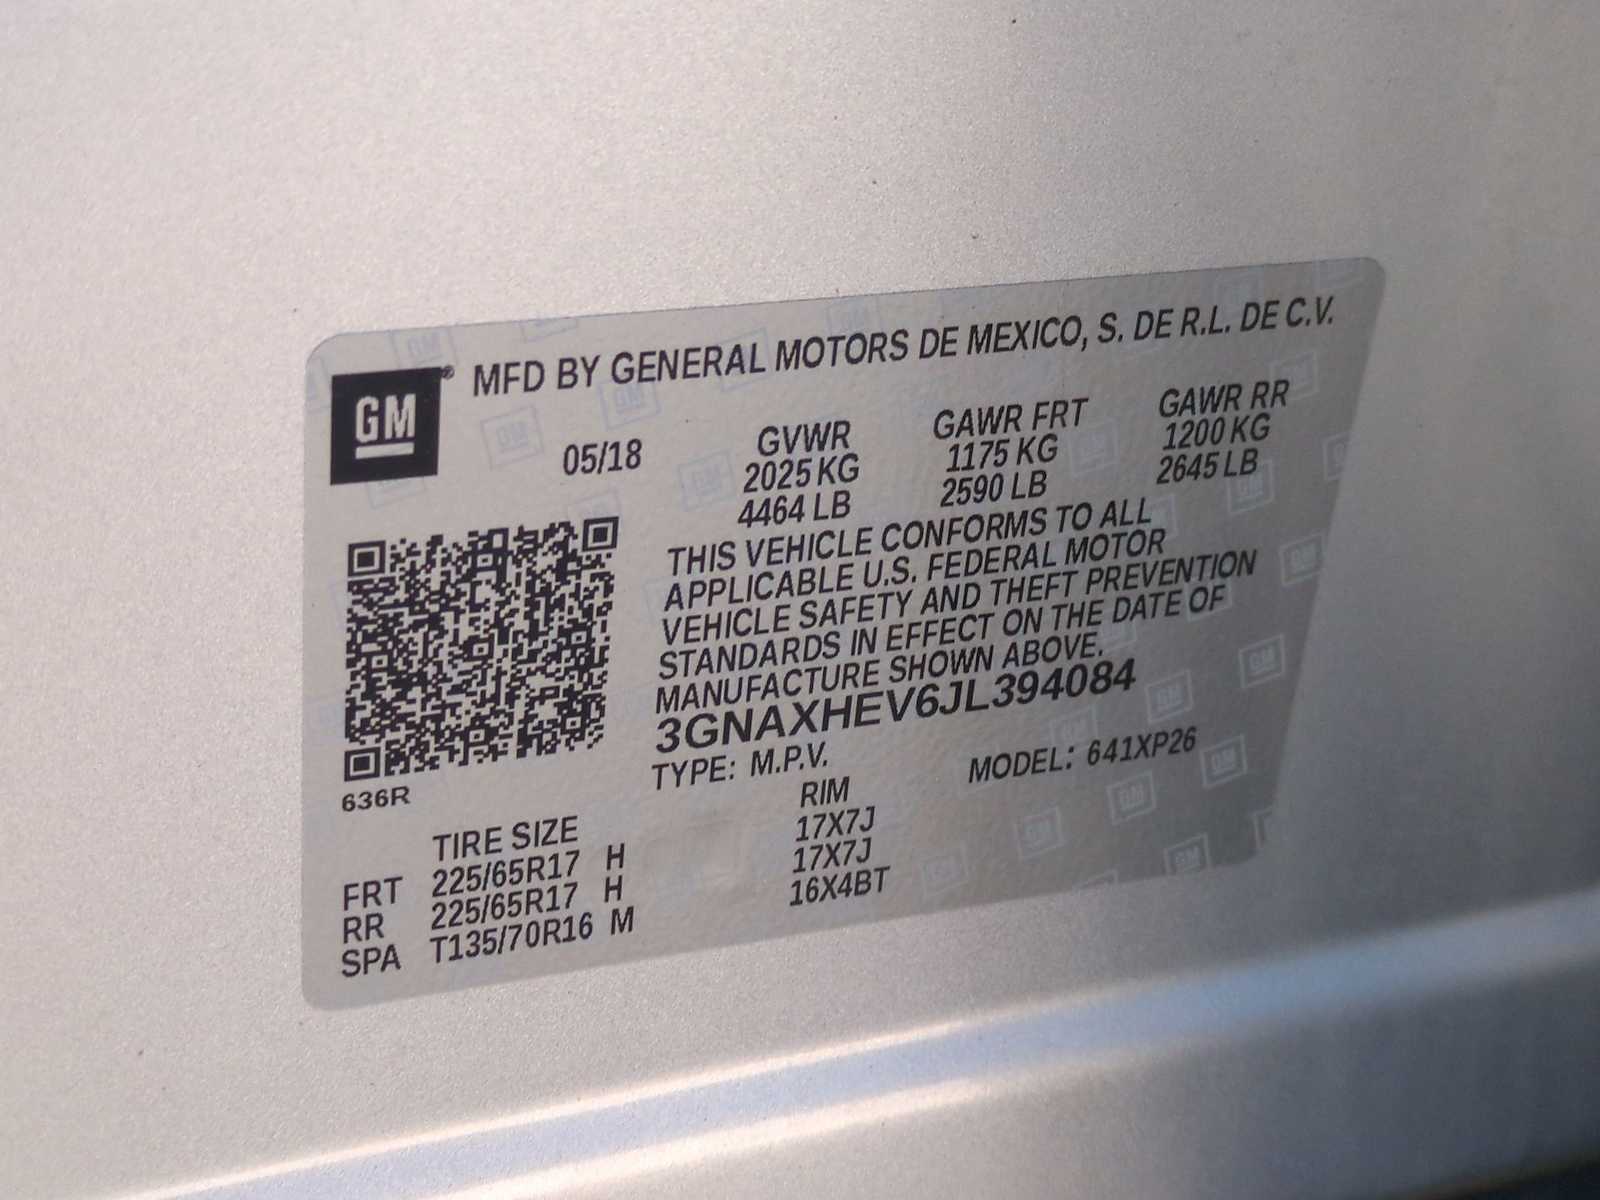 GM® MFD BY GENERAL MOTORS DE MEXICO, S. DE R.L. DE C.V.
05/18 GVWR GAWR FRT GAWR RR
2025 KG 1175 KG 1200 KG
4464 LB 2590 LB 2645 LB
THIS VEHICLE CONFORMS TO ALL
APPLICABLE U.S. FEDERAL MOTOR
VEHICLE SAFETY AND THEFT PREVENTION
STANDARDS IN EFFECT ON THE DATE OF
MANUFACTURE SHOWN ABOVE.
3GNAXHEV6JL394084
TYPE: M.P.V. MODEL: 641XP26
636R
TIRE SIZE RIM
FRT 225/65R17 H 17X7J
RR 225/65R17 H 17X7J
SPA T135/70R16 M 16X4BT